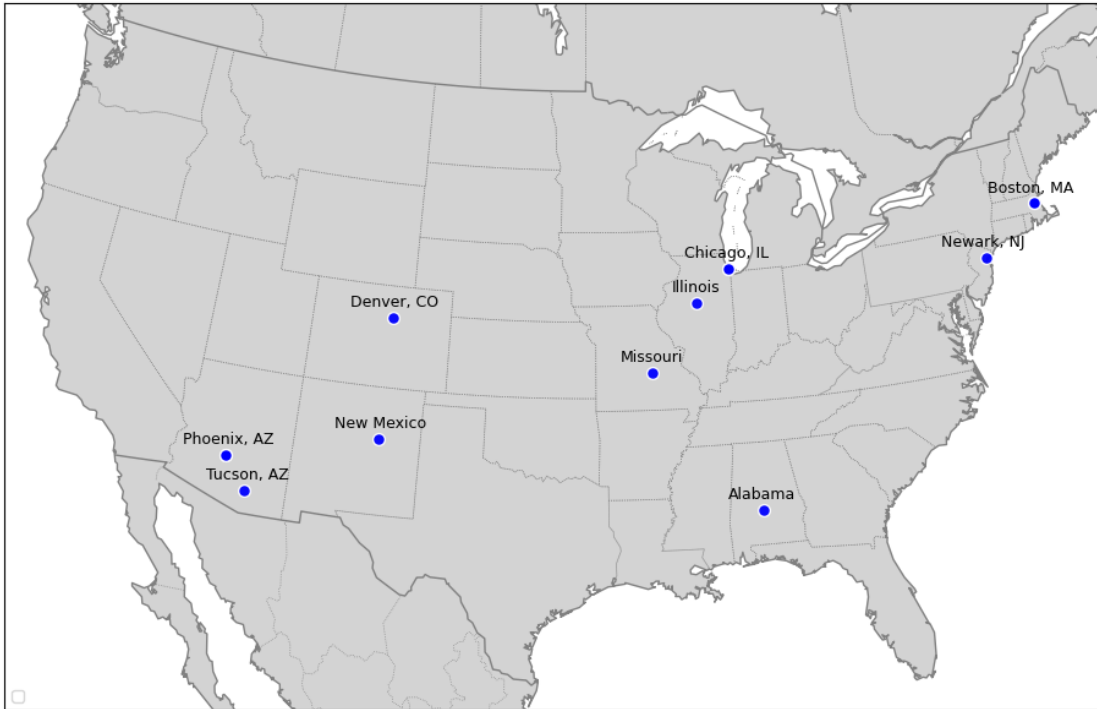 Boston, MA
Newark, NJ
Chicago, IL
Illinois
Denver, CO
Missouri
New Mexico
Phoenix, AZ
Tucson, AZ
Alabama